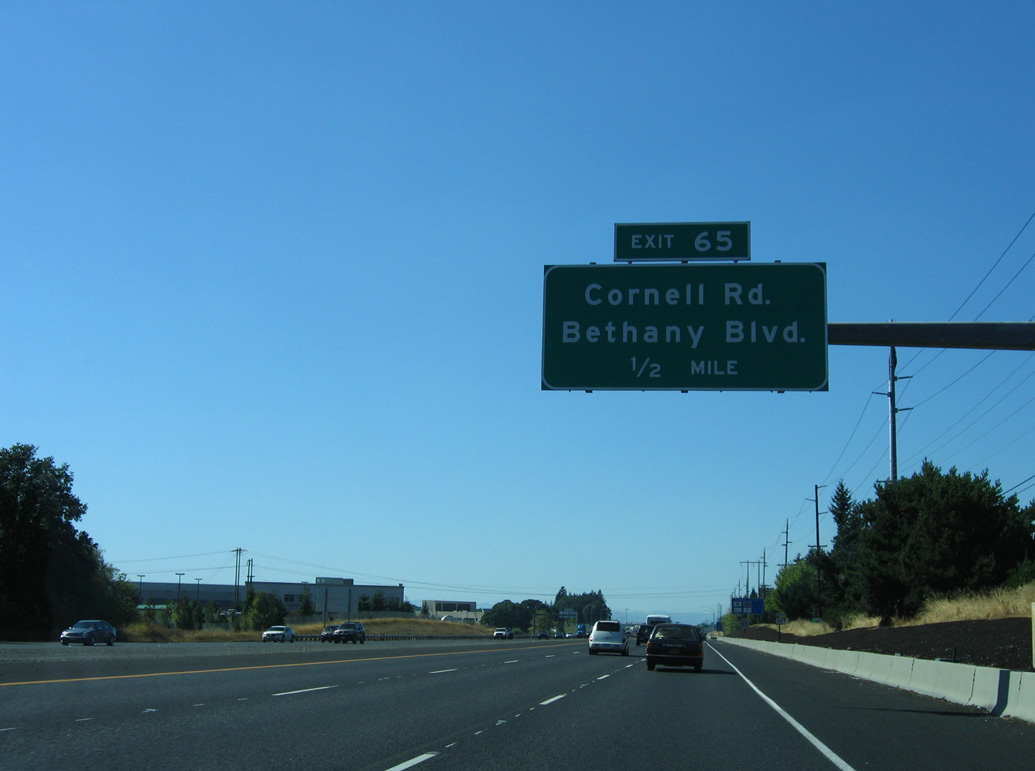 EXIT 65
Cornell Rd.
Bethany Blvd.
1/2 MILE